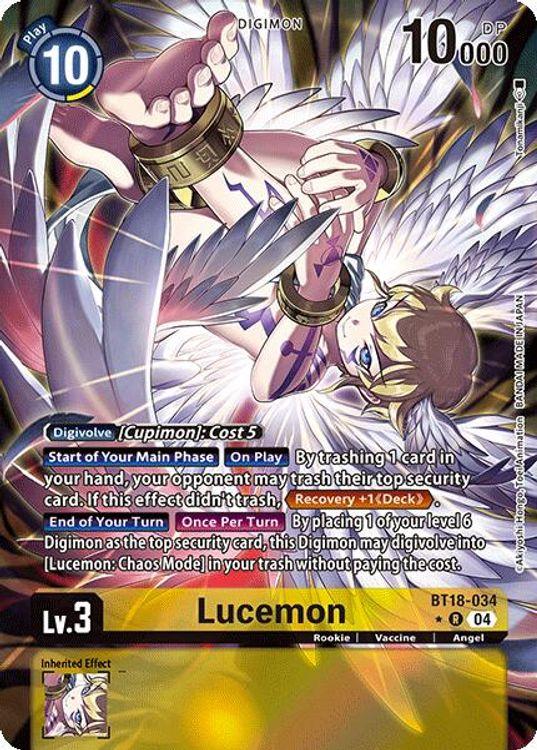 Play
10
DIGIMON
DP
10000
Tonamikanji
Digivolve [Cupimon]: Cost 5
Start of Your Main Phase On Play By trashing 1 card in
your hand, your opponent may trash their top security
card. If this effect didn't trash, Recovery +1《Deck》.
End of Your Turn Once Per Turn By placing 1 of your level 6
Digimon as the top security card, this Digimon may digivolve into
[Lucemon: Chaos Mode] in your trash without paying the cost.
©Akiyoshi Hongo, Toei Animation BANDAI MADE IN JAPAN
Lv.3
Lucemon
BT18-034
R 04
Rookie | Vaccine | Angel
Inherited Effect